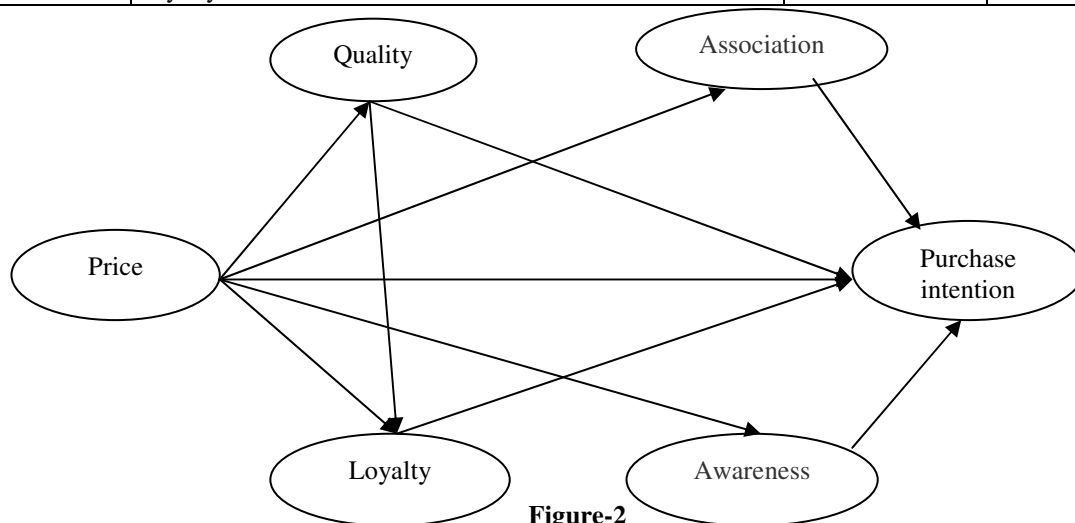 Quality
Association
Price
Purchase
intention
Loyalty
Awareness
Figure-2